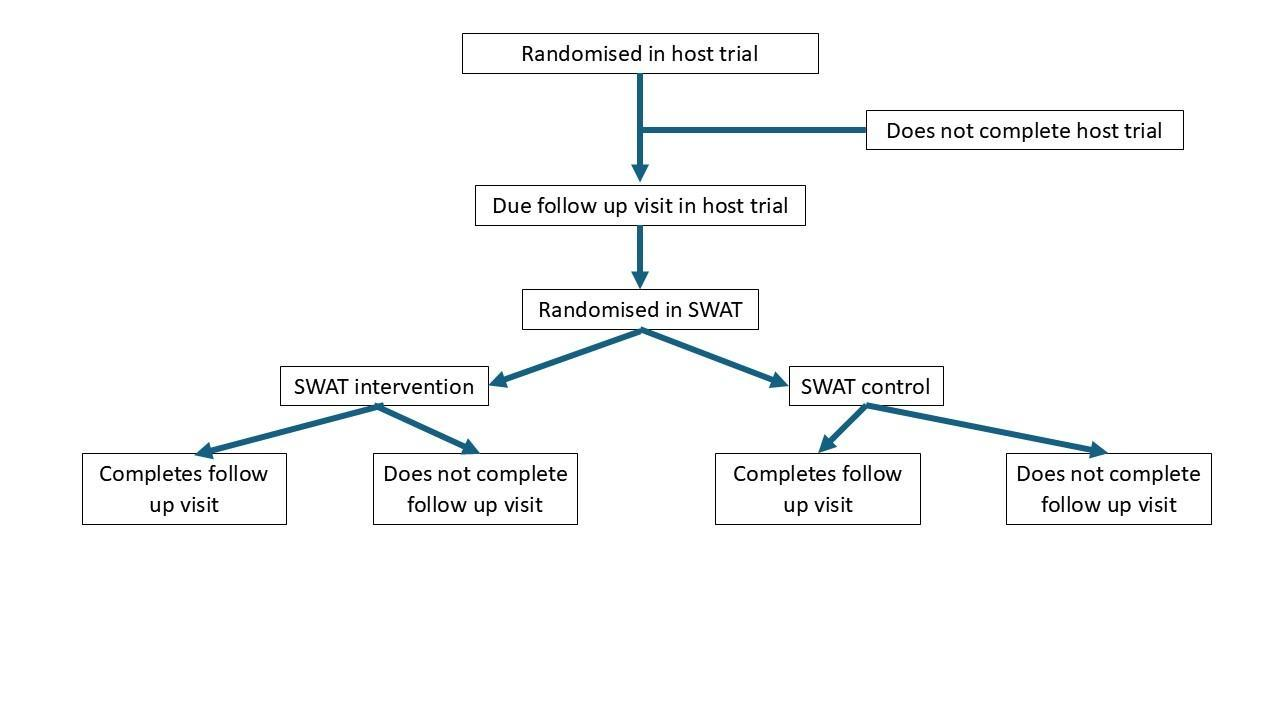 Randomised in host trial
Does not complete host trial
Due follow up visit in host trial
Randomised in SWAT
SWAT intervention
SWAT control
Completes follow
up visit
Does not complete
follow up visit
Completes follow
up visit
Does not complete
follow up visit